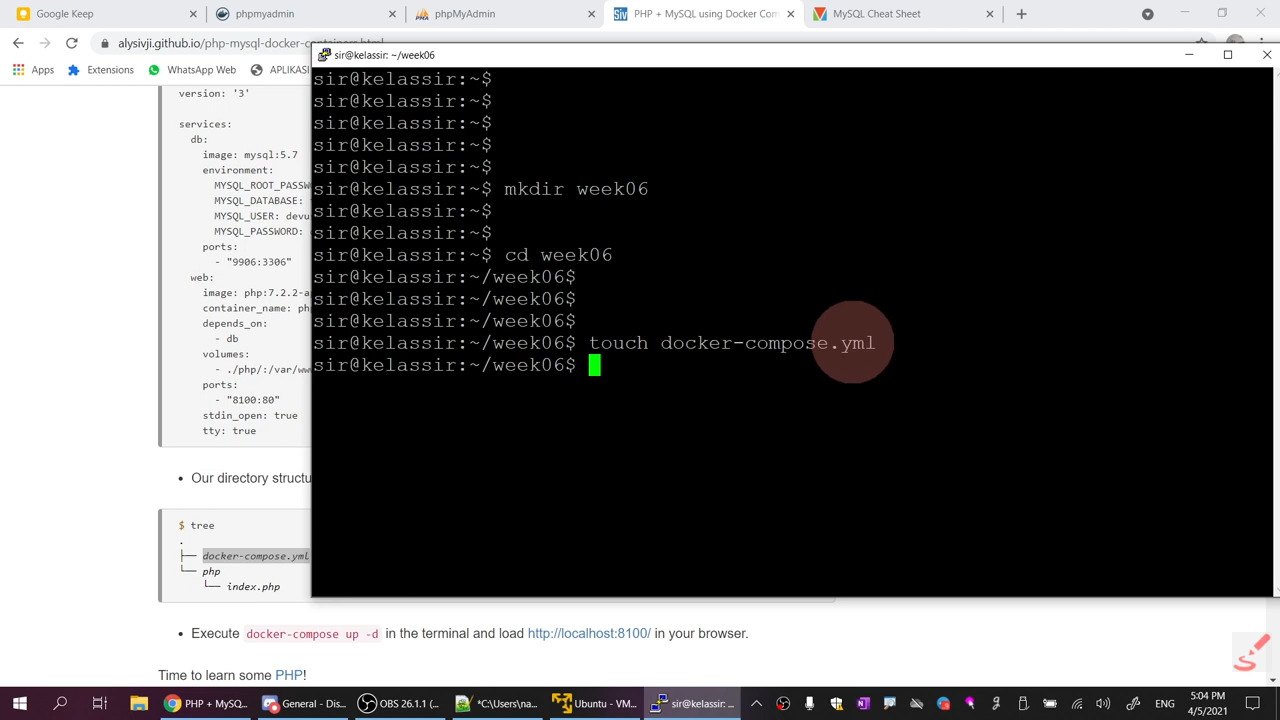 Google Keep
phpmyadmin
phpMyAdmin
PHP + MySQL using Docker Com
MySQL Cheat Sheet
alysivji.github.io/php-mysql-docker-containers.html
Apps
Extensions
WhatsApp Web
APLIKASI
version: '3'
services:
db:
image: mysql:5.7
environment:
MYSQL_ROOT_PASSW
MYSQL_DATABASE:
MYSQL_USER: devu
MYSQL_PASSWORD:
ports:
- "9906:3306"
web:
image: php:7.2.2-a
container_name: ph
depends_on:
- db
volumes:
- ./php/:/var/ww
ports:
- "8100:80"
stdin_open: true
tty: true
• Our directory structu
$ tree
.
├── docker-compose.yml
└── php
└── index.php
• Execute docker-compose up -d in the terminal and load http://localhost:8100/ in your browser.
Time to learn some PHP!
sir@kelassir: ~/week06
sir@kelassir:~$
sir@kelassir:~$
sir@kelassir:~$
sir@kelassir:~$
sir@kelassir:~$
sir@kelassir:~$ mkdir week06
sir@kelassir:~$
sir@kelassir:~$
sir@kelassir:~$ cd week06
sir@kelassir:~/week06$
sir@kelassir:~/week06$
sir@kelassir:~/week06$
sir@kelassir:~/week06$ touch docker-compose.yml
sir@kelassir:~/week06$
PHP + MySQ...
General - Dis...
OBS 26.1.1 (...
*C:\Users\na...
Ubuntu - VM...
sir@kelassir: ...
ENG
5:04 PM
4/5/2021